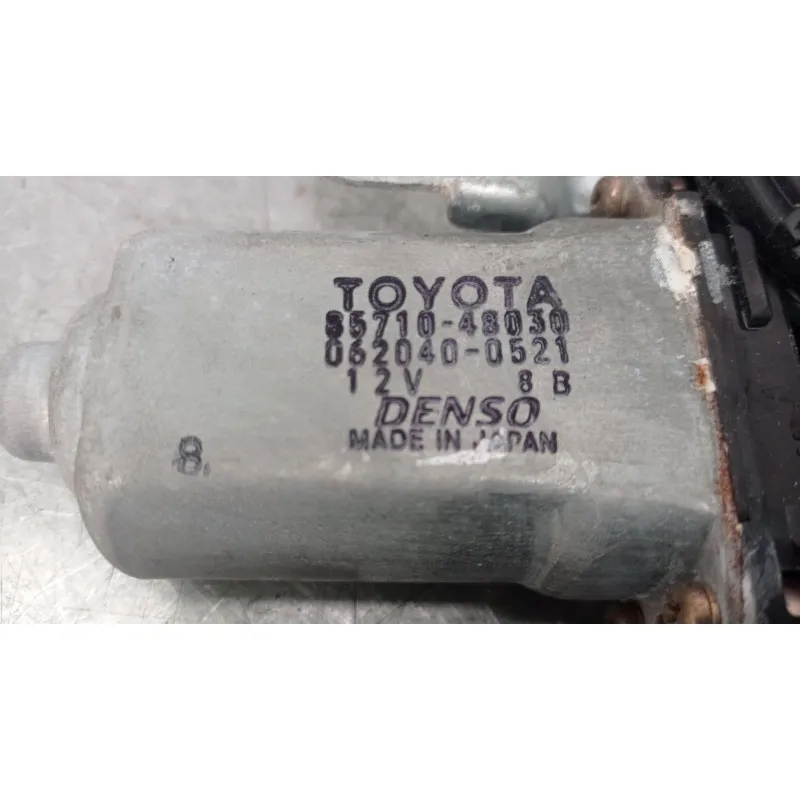 TOYOTA
85710-48030
062040-0521
12V 8B
DENSO
MADE IN JAPAN
8.